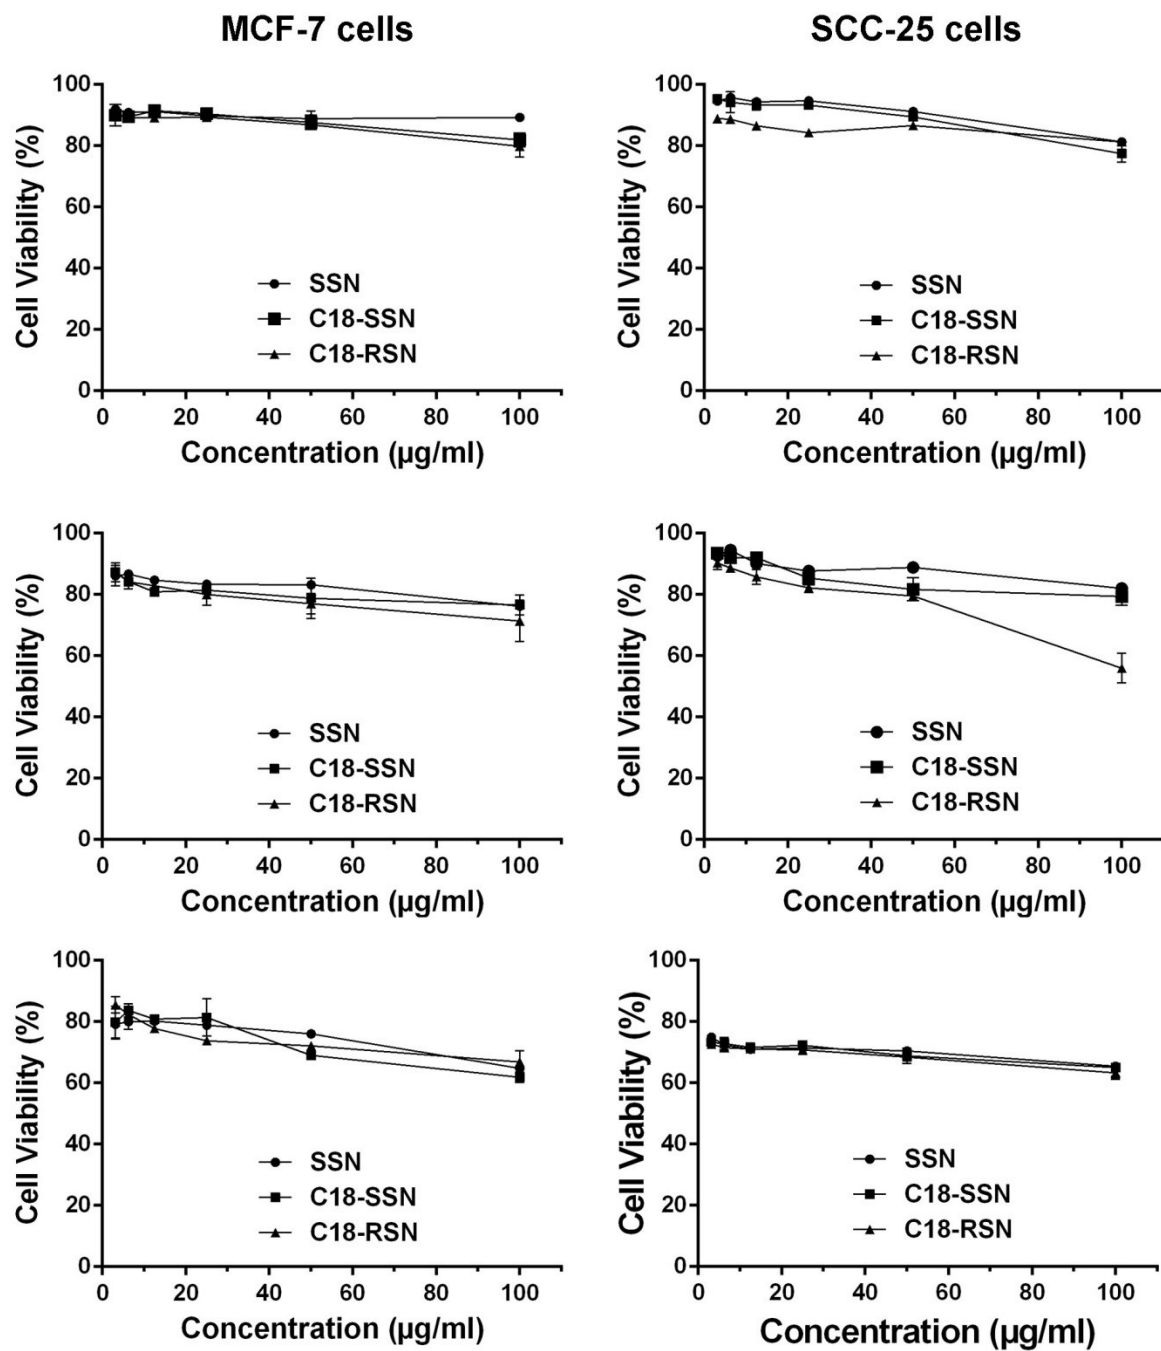 MCF-7 cells
SCC-25 cells
100
80
60
40
20
0
Cell Viability (%)
SSN
C18-SSN
C18-RSN
0 20 40 60 80 100
Concentration (µg/ml)
100
80
60
40
20
0
Cell Viability (%)
SSN
C18-SSN
C18-RSN
0 20 40 60 80 100
Concentration (µg/ml)
100
80
60
40
20
0
Cell Viability (%)
SSN
C18-SSN
C18-RSN
0 20 40 60 80 100
Concentration (µg/ml)
100
80
60
40
20
0
Cell Viability (%)
SSN
C18-SSN
C18-RSN
0 20 40 60 80 100
Concentration (µg/ml)
100
80
60
40
20
0
Cell Viability (%)
SSN
C18-SSN
C18-RSN
0 20 40 60 80 100
Concentration (µg/ml)
100
80
60
40
20
0
Cell Viability (%)
SSN
C18-SSN
C18-RSN
0 20 40 60 80 100
Concentration (µg/ml)